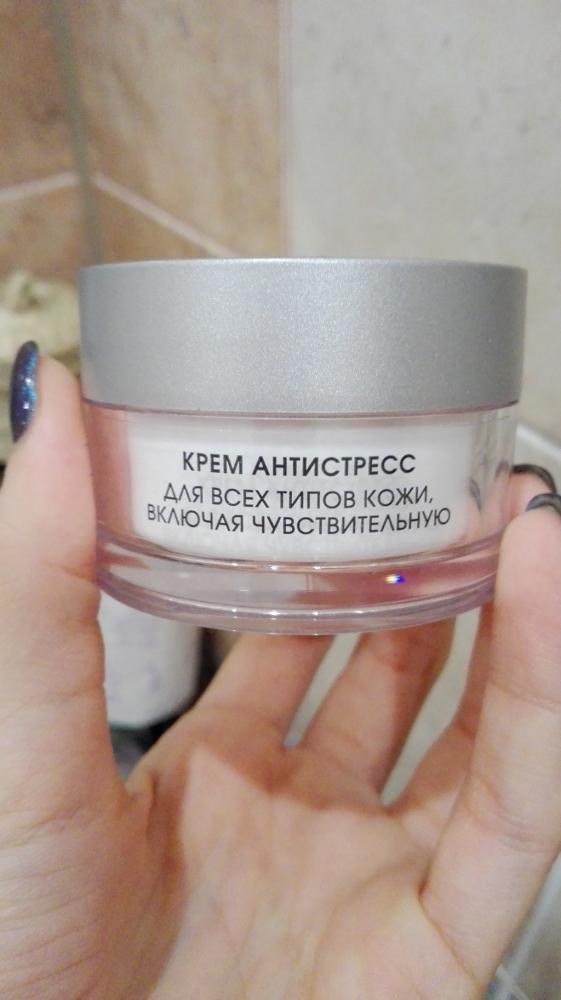 КРЕМ АНТИСТРЕСС
ДЛЯ ВСЕХ ТИПОВ КОЖИ,
ВКЛЮЧАЯ ЧУВСТВИТЕЛЬНУЮ